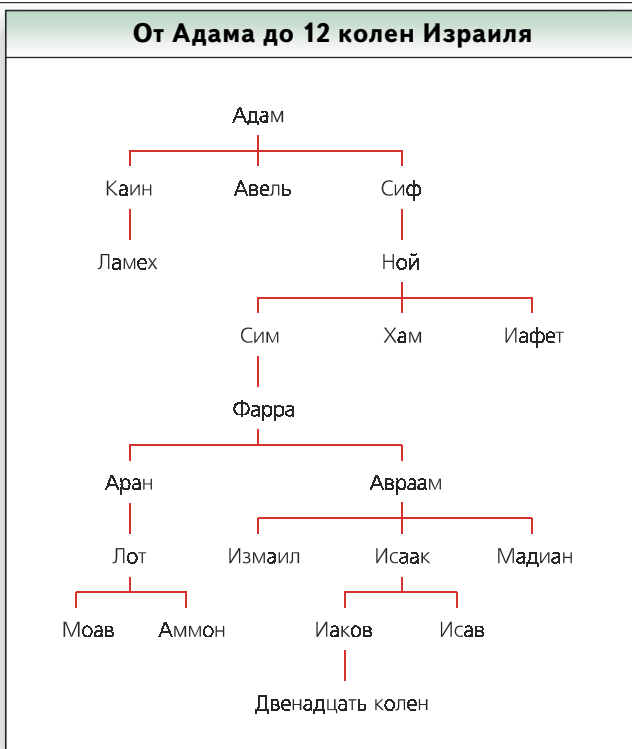 От Адама до 12 колен Израиля
Адам
Каин Авель Сиф
Ламех Ной
Сим Хам Иафет
Фарра
Аран Авраам
Лот Измаил Исаак Мадиан
Моав Аммон Иаков Исав
Двенадцать колен